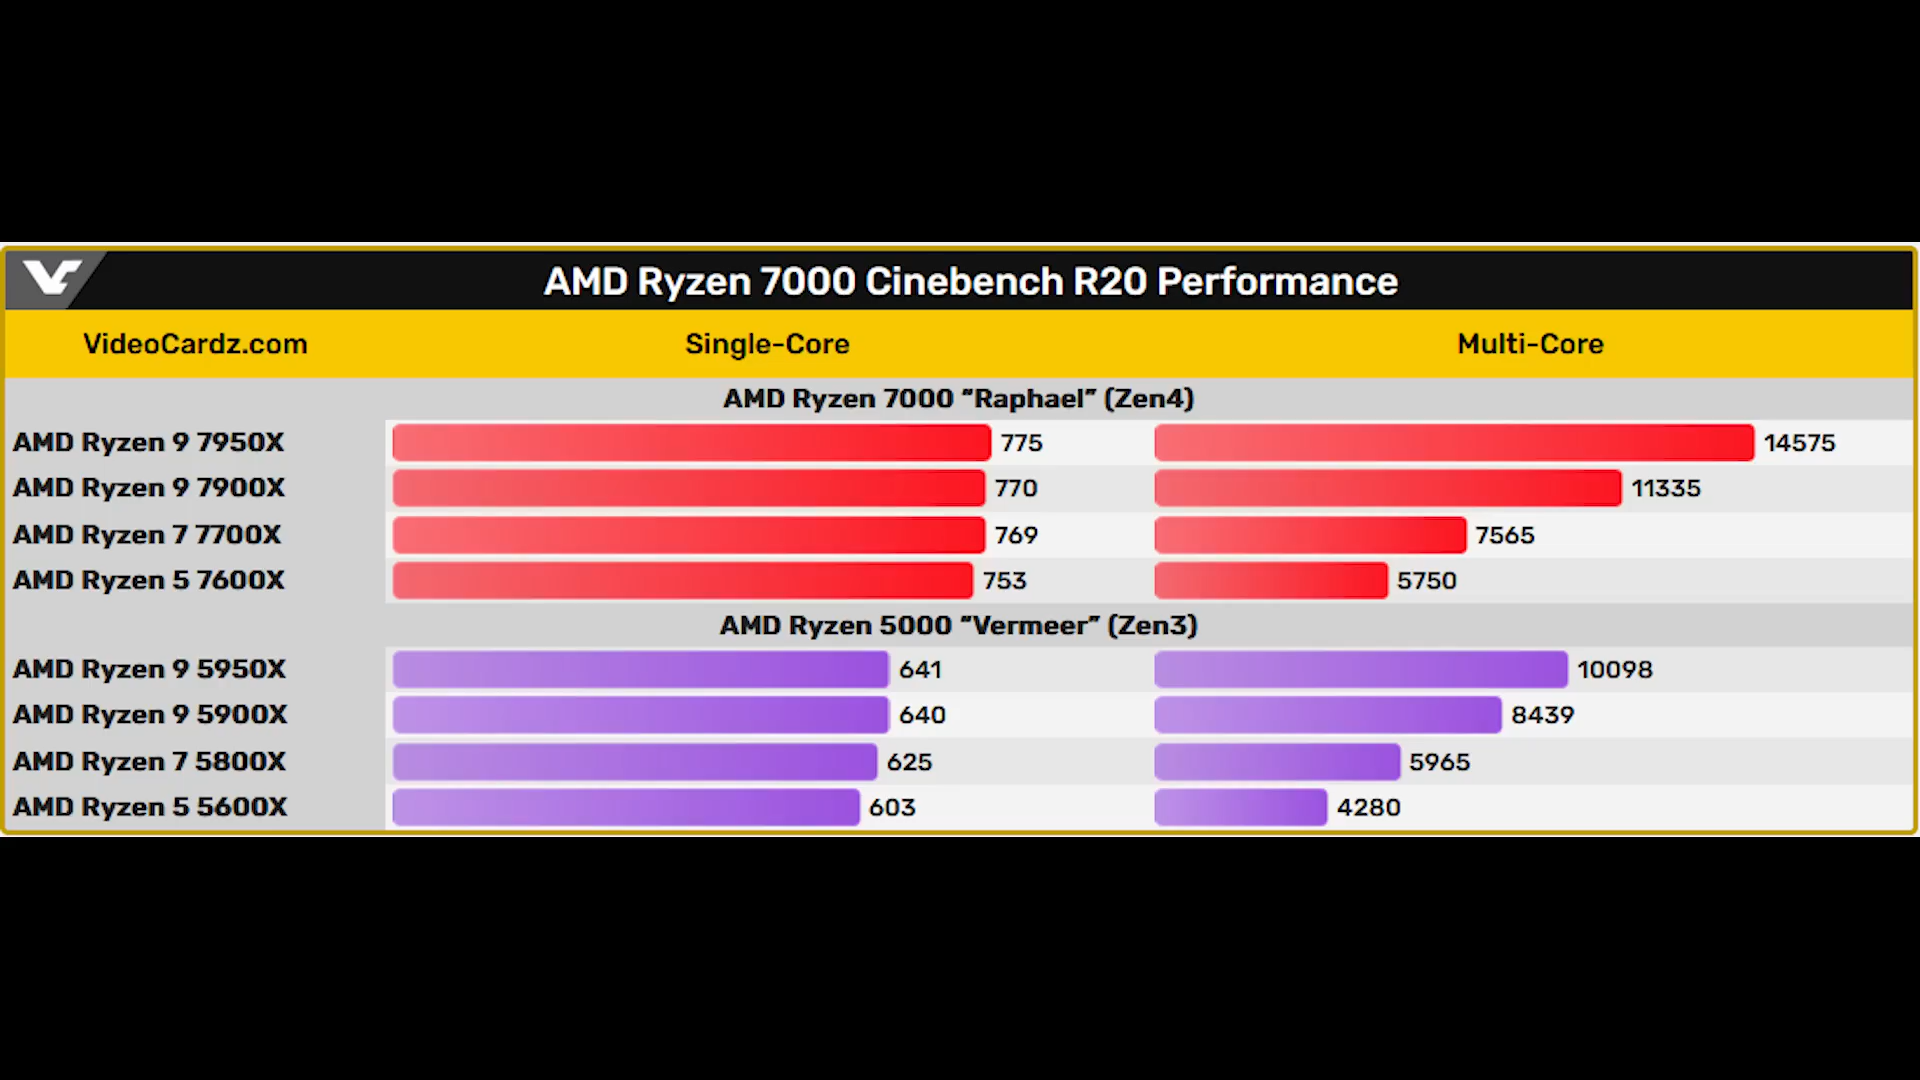 AMD Ryzen 7000 Cinebench R20 Performance
VideoCardz.com Single-Core Multi-Core
AMD Ryzen 7000 “Raphael” (Zen4)
AMD Ryzen 9 7950X 775 14575
AMD Ryzen 9 7900X 770 11335
AMD Ryzen 7 7700X 769 7565
AMD Ryzen 5 7600X 753 5750
AMD Ryzen 5000 “Vermeer” (Zen3)
AMD Ryzen 9 5950X 641 10098
AMD Ryzen 9 5900X 640 8439
AMD Ryzen 7 5800X 625 5965
AMD Ryzen 5 5600X 603 4280